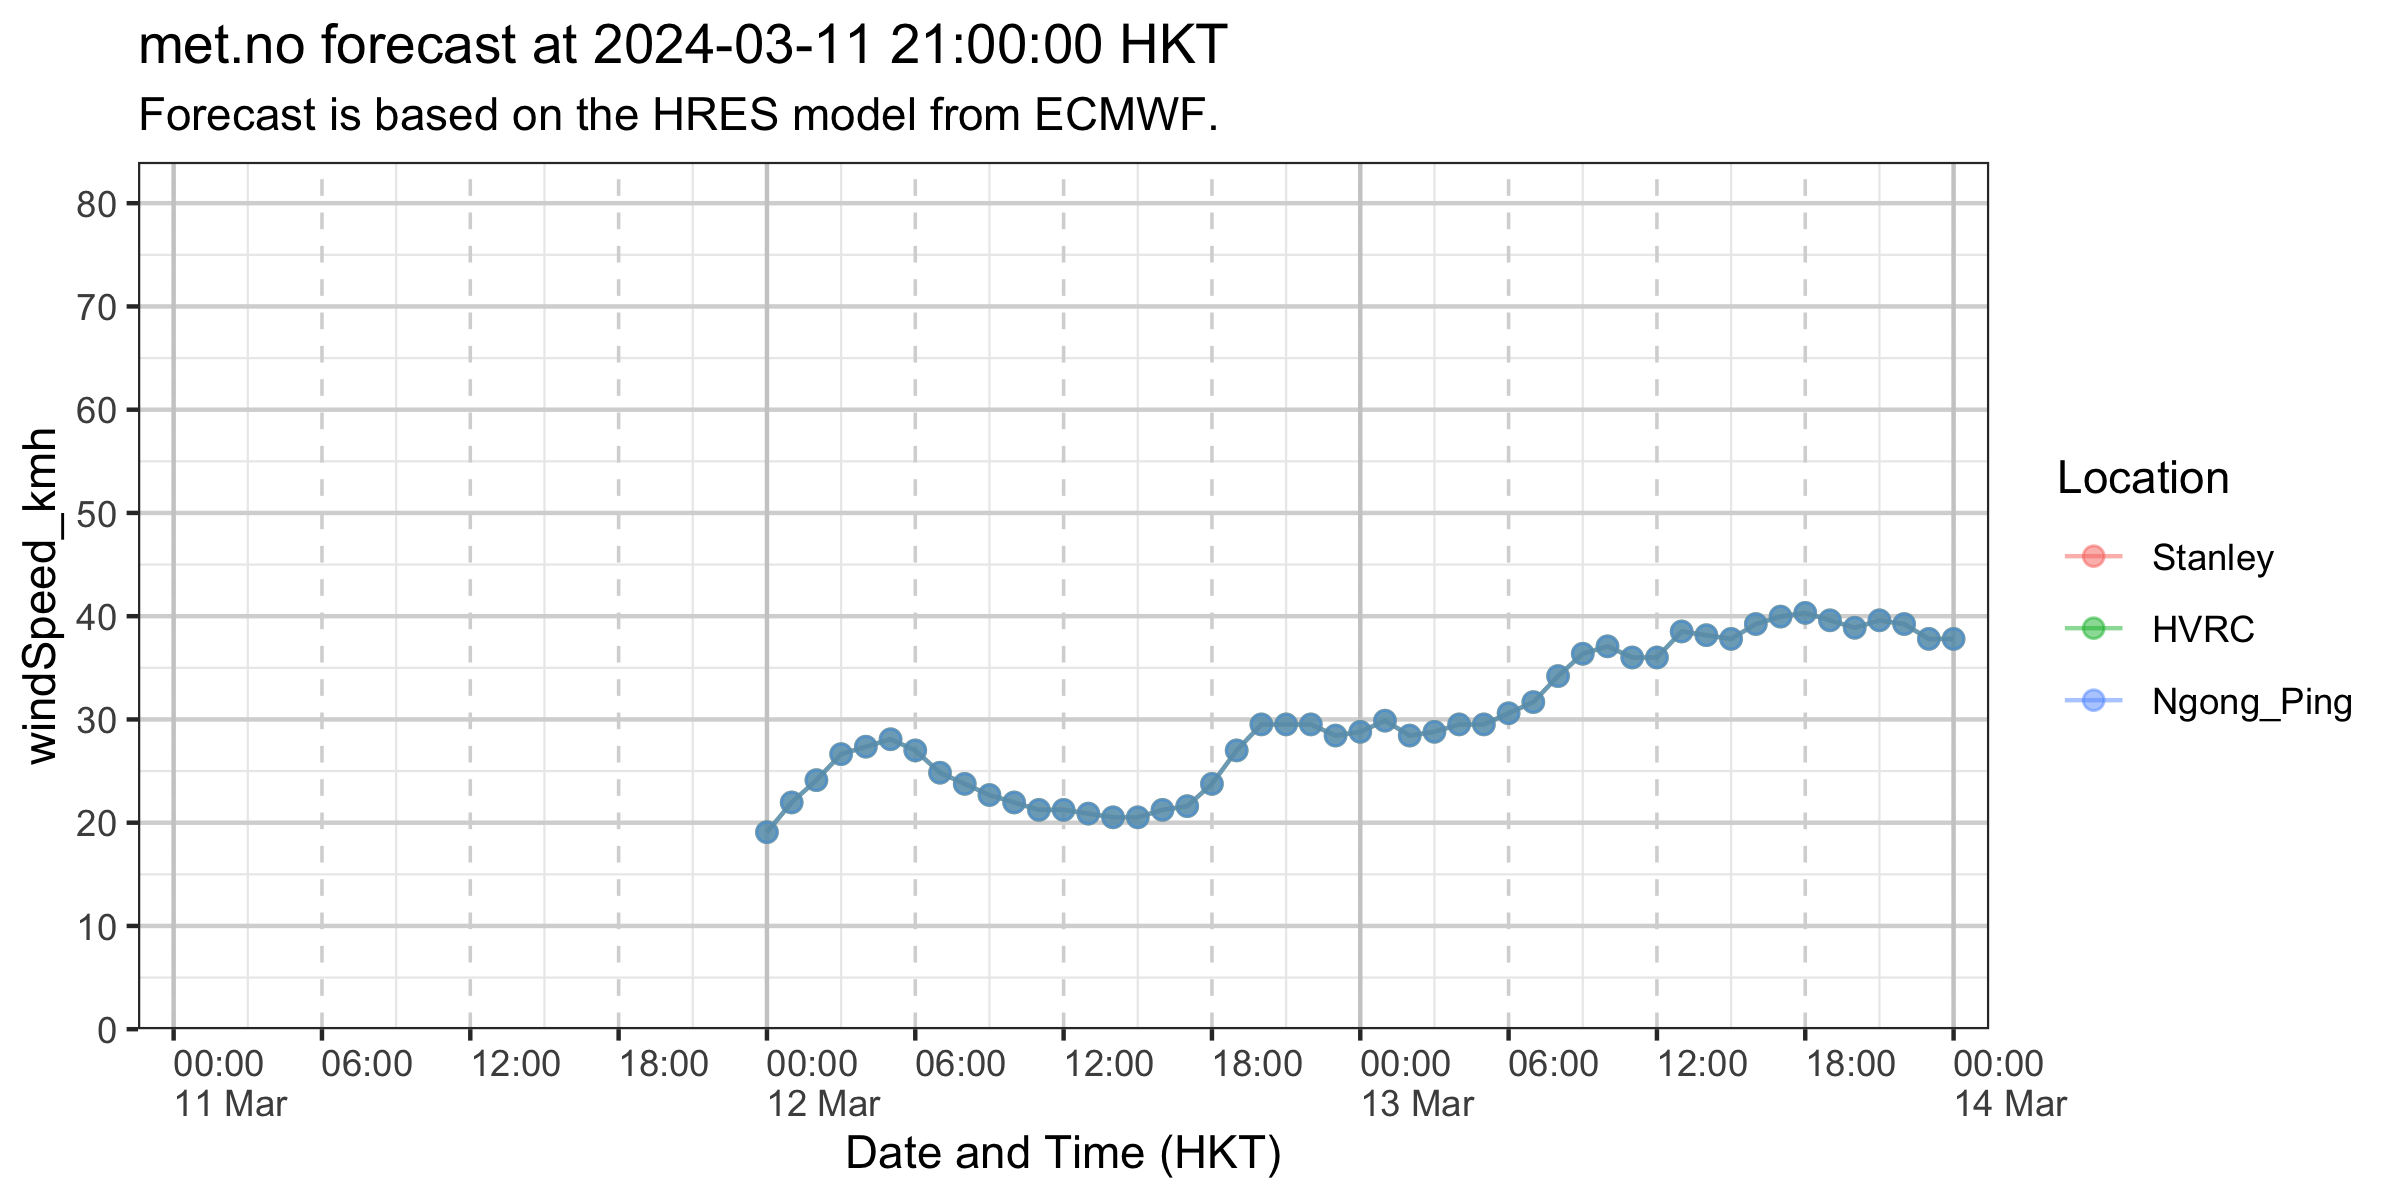 met.no forecast at 2024-03-11 21:00:00 HKT
Forecast is based on the HRES model from ECMWF.
windSpeed_kmh
80
70
60
50
40
30
20
10
0
00:00 06:00 12:00 18:00 00:00 06:00 12:00 18:00 00:00 06:00 12:00 18:00 00:00
11 Mar 12 Mar 13 Mar 14 Mar
Date and Time (HKT)
Location
Stanley
HVRC
Ngong_Ping